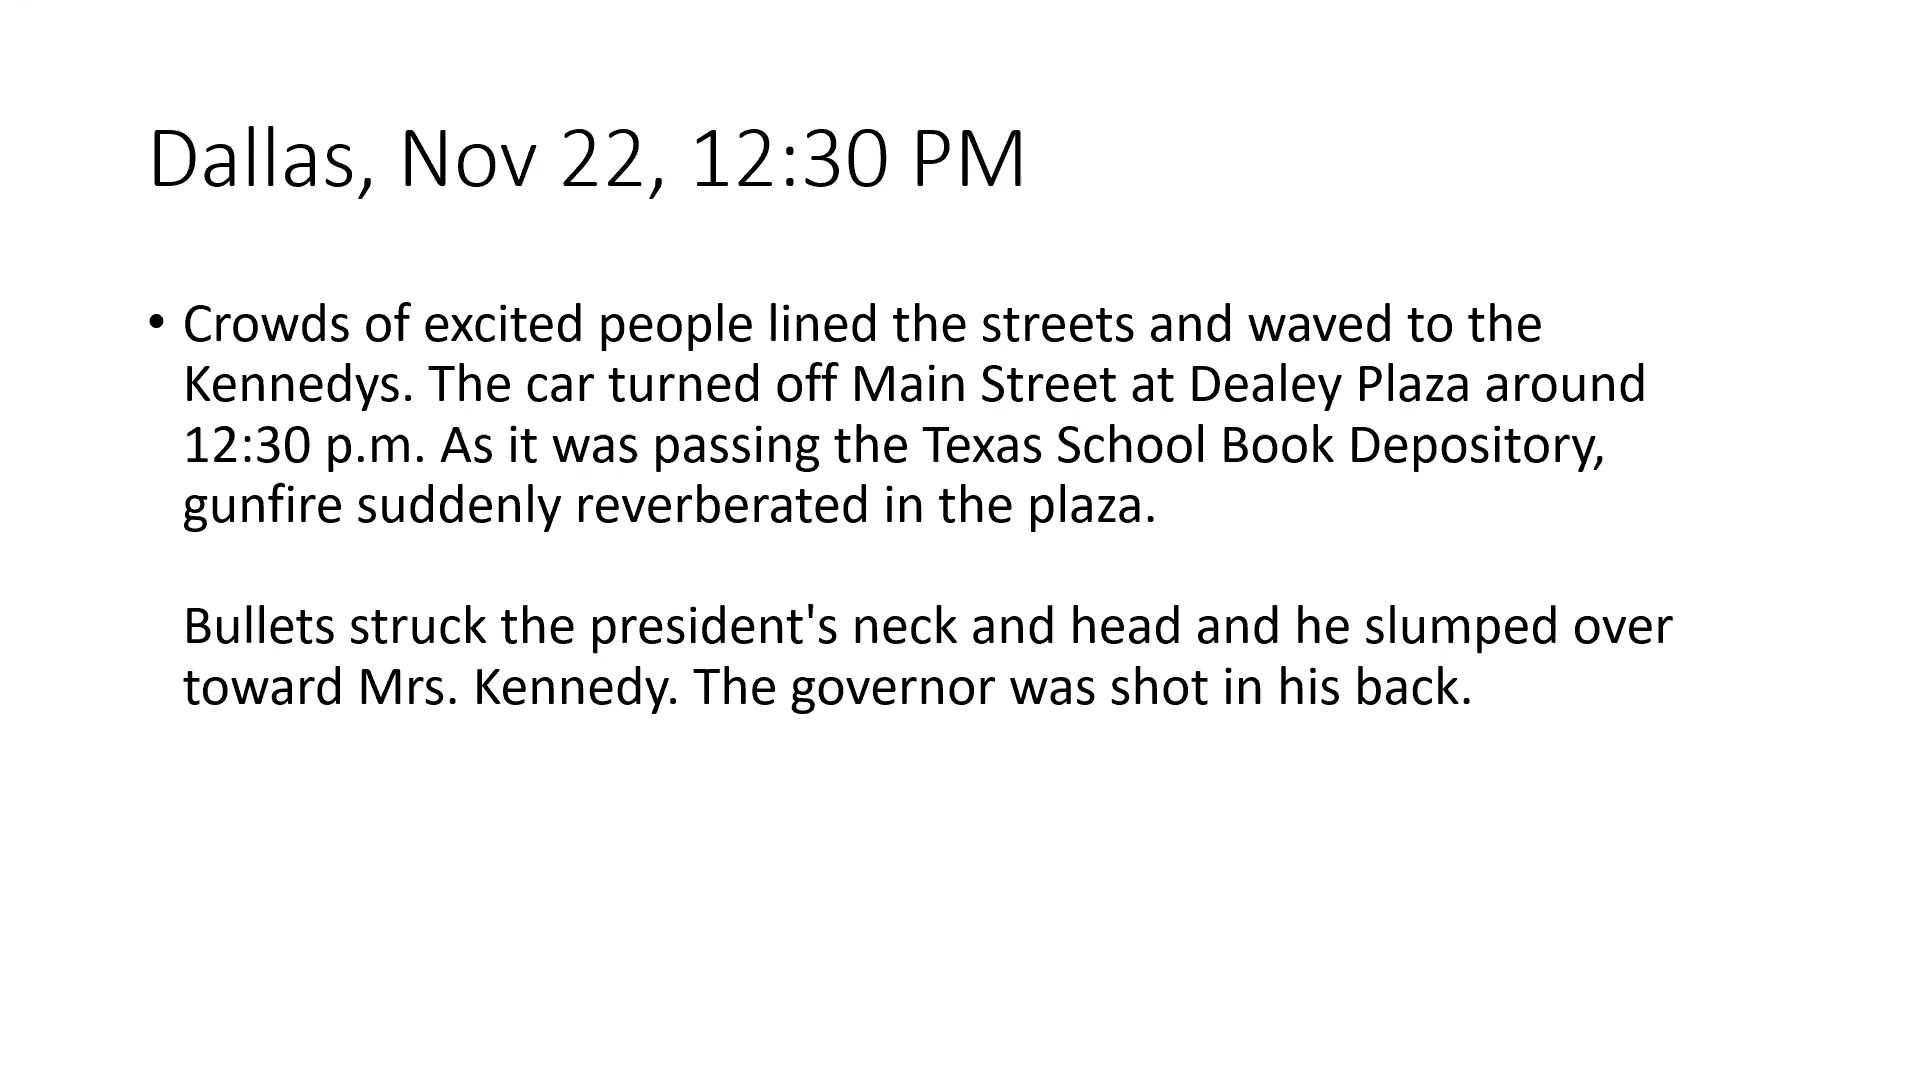 Dallas, Nov 22, 12:30 PM
• Crowds of excited people lined the streets and waved to the
Kennedys. The car turned off Main Street at Dealey Plaza around
12:30 p.m. As it was passing the Texas School Book Depository,
gunfire suddenly reverberated in the plaza.
Bullets struck the president's neck and head and he slumped over
toward Mrs. Kennedy. The governor was shot in his back.